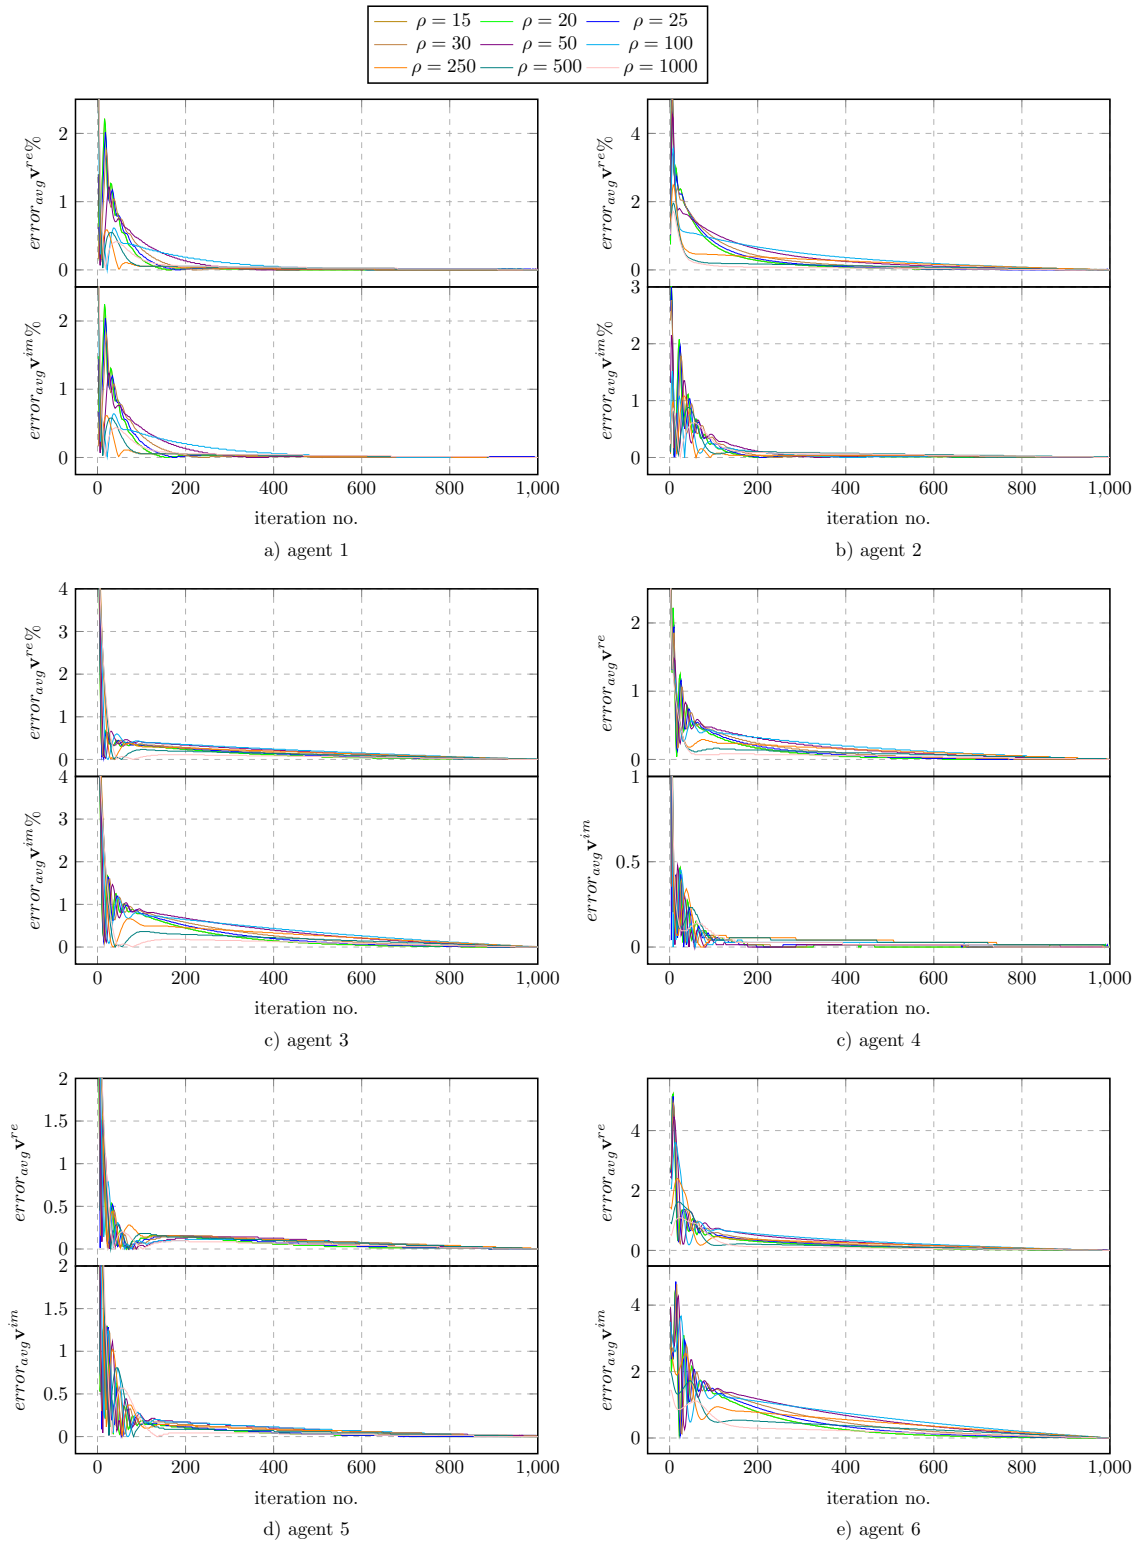 ρ = 15 ρ = 20 ρ = 25
ρ = 30 ρ = 50 ρ = 100
ρ = 250 ρ = 500 ρ = 1000
error_avg v^re %
2
1
0
error_avg v^im %
2
1
0
0 200 400 600 800 1,000
iteration no.
a) agent 1
error_avg v^re %
4
2
0
error_avg v^im %
3
2
1
0
0 200 400 600 800 1,000
iteration no.
b) agent 2
error_avg v^re %
4
3
2
1
0
error_avg v^im %
4
3
2
1
0
0 200 400 600 800 1,000
iteration no.
c) agent 3
error_avg v^re
2
1
0
error_avg v^im
1
0.5
0
0 200 400 600 800 1,000
iteration no.
c) agent 4
error_avg v^re
2
1.5
1
0.5
0
error_avg v^im
2
1.5
1
0.5
0
0 200 400 600 800 1,000
iteration no.
d) agent 5
error_avg v^re
4
2
0
error_avg v^im
4
2
0
0 200 400 600 800 1,000
iteration no.
e) agent 6